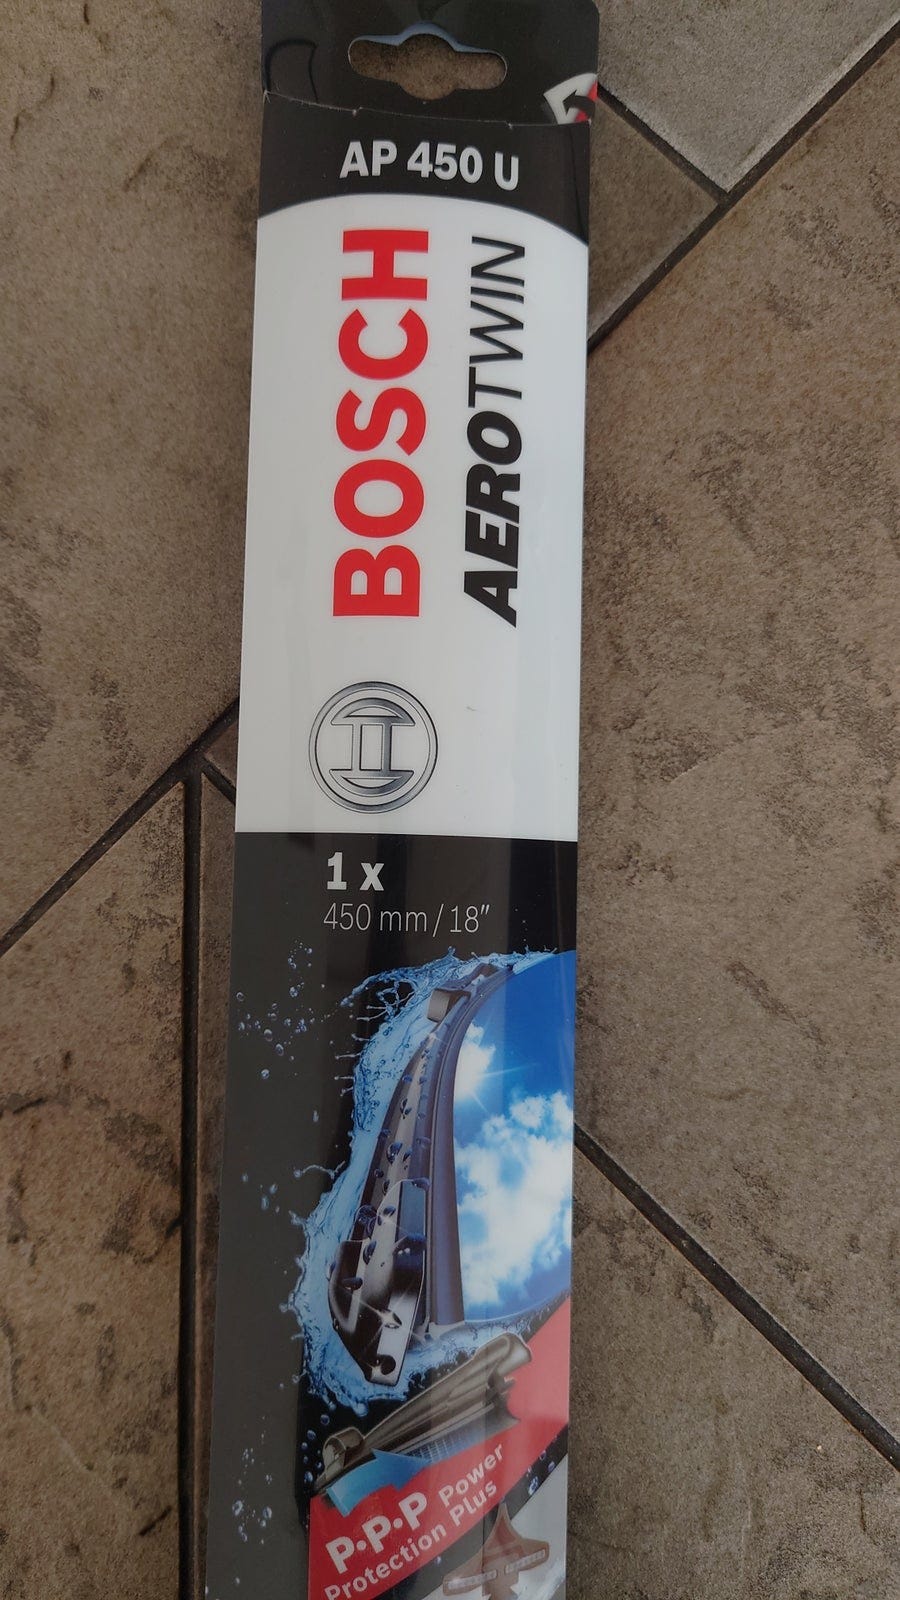 AP 450 U
BOSCH
AEROTWIN
1 x
450 mm / 18"
P•P•P Power
Protection Plus